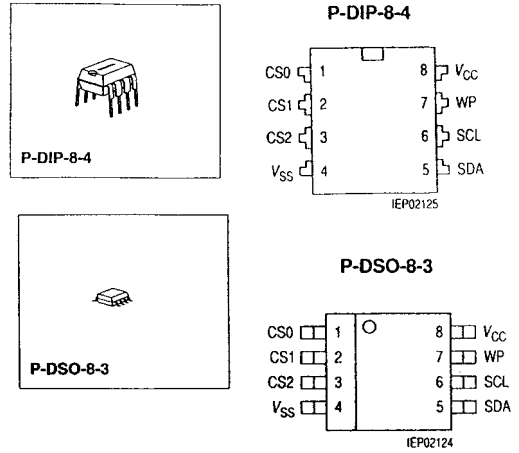 P-DIP-8-4
P-DIP-8-4
CS0 1 8 VCC
CS1 2 7 WP
CS2 3 6 SCL
VSS 4 5 SDA
IEP02125
P-DSO-8-3
P-DSO-8-3
CS0 1 8 VCC
CS1 2 7 WP
CS2 3 6 SCL
VSS 4 5 SDA
IEP02124